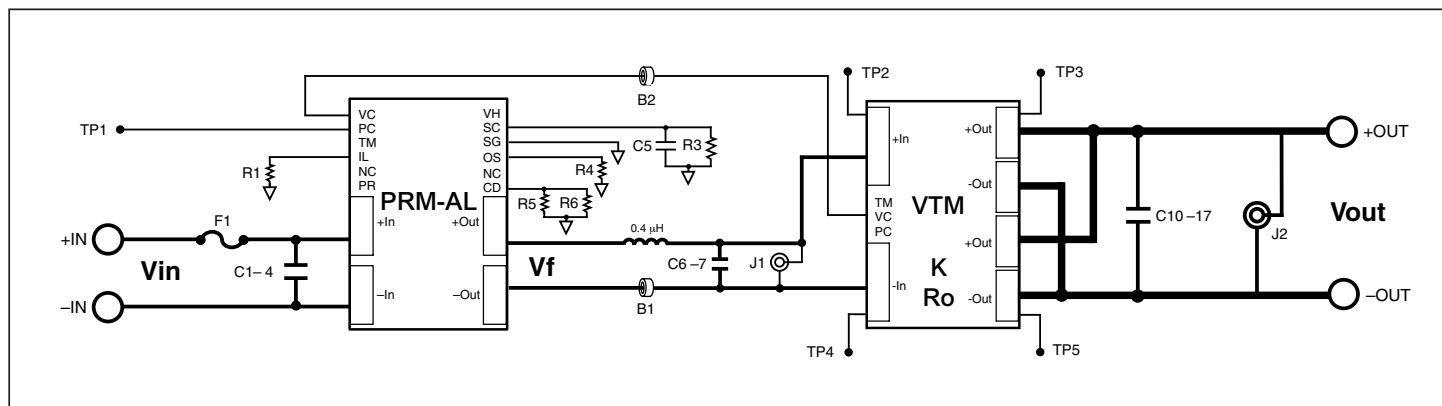 B2
TP2
TP3
TP1
VC
PC
TM
IL
NC
PR
VH
SC
SG
OS
NC
CD
PRM-AL
R1
C5
R3
R4
R5
R6
+In
+Out
–In
–Out
+IN
F1
Vin
C1– 4
–IN
Vf
0.4 µH
C6 –7
J1
B1
+In
TM
VC
PC
-In
VTM
K
Ro
+Out
-Out
+Out
-Out
TP4
TP5
C10 –17
J2
+OUT
Vout
–OUT